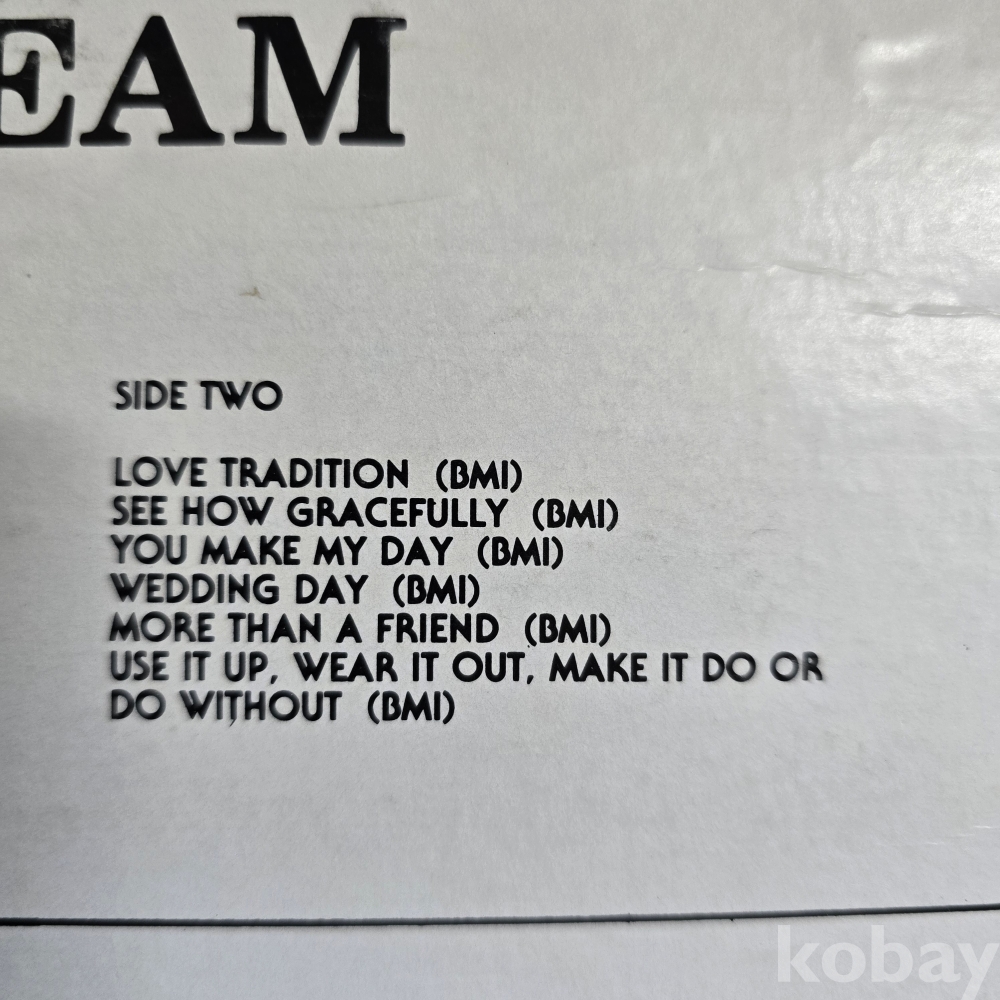 EAM
SIDE TWO
LOVE TRADITION (BMI)
SEE HOW GRACEFULLY (BMI)
YOU MAKE MY DAY (BMI)
WEDDING DAY (BMI)
MORE THAN A FRIEND (BMI)
USE IT UP, WEAR IT OUT, MAKE IT DO OR
DO WITHOUT (BMI)
kobay